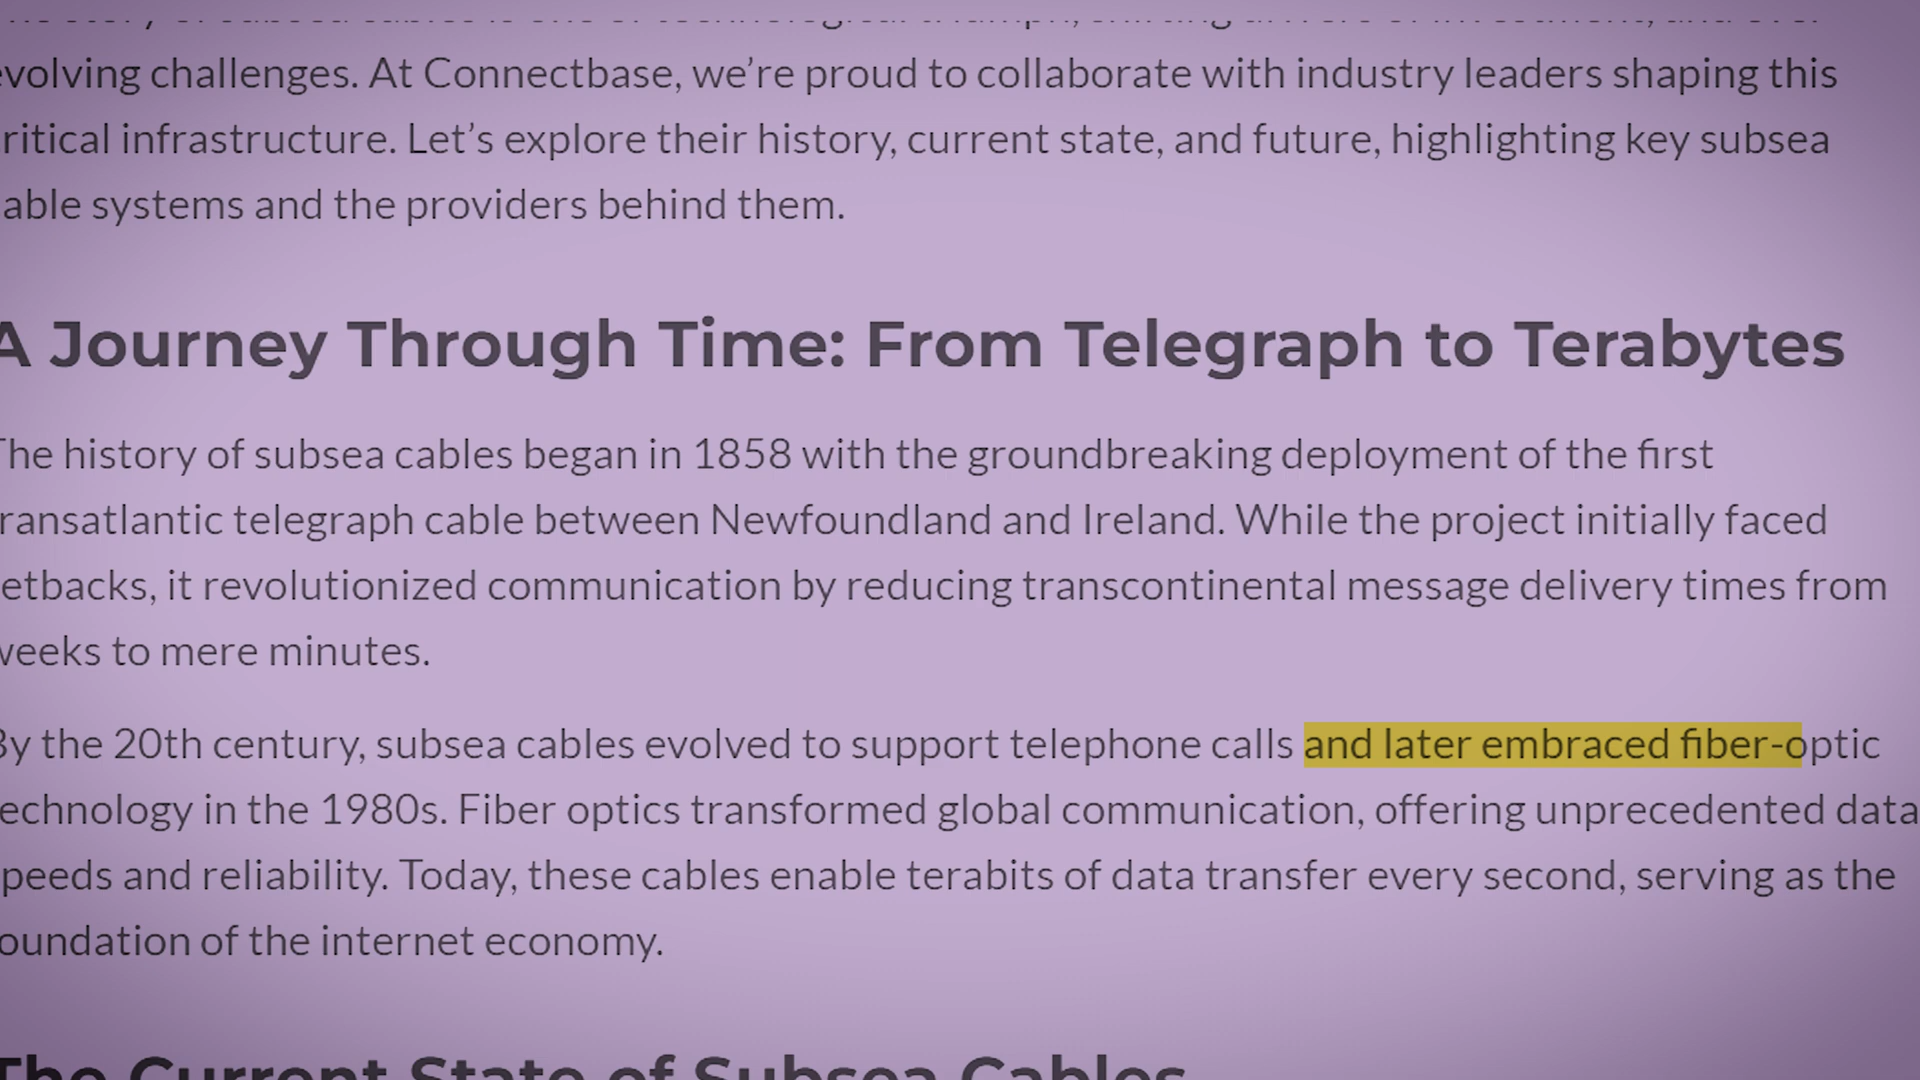 evolving challenges. At Connectbase, we’re proud to collaborate with industry leaders shaping this
ritical infrastructure. Let’s explore their history, current state, and future, highlighting key subsea
able systems and the providers behind them.
A Journey Through Time: From Telegraph to Terabytes
The history of subsea cables began in 1858 with the groundbreaking deployment of the first
ransatlantic telegraph cable between Newfoundland and Ireland. While the project initially faced
etbacks, it revolutionized communication by reducing transcontinental message delivery times from
weeks to mere minutes.
By the 20th century, subsea cables evolved to support telephone calls and later embraced fiber-optic
echnology in the 1980s. Fiber optics transformed global communication, offering unprecedented data
peeds and reliability. Today, these cables enable terabits of data transfer every second, serving as the
oundation of the internet economy.
The Current State of Subsea Cables